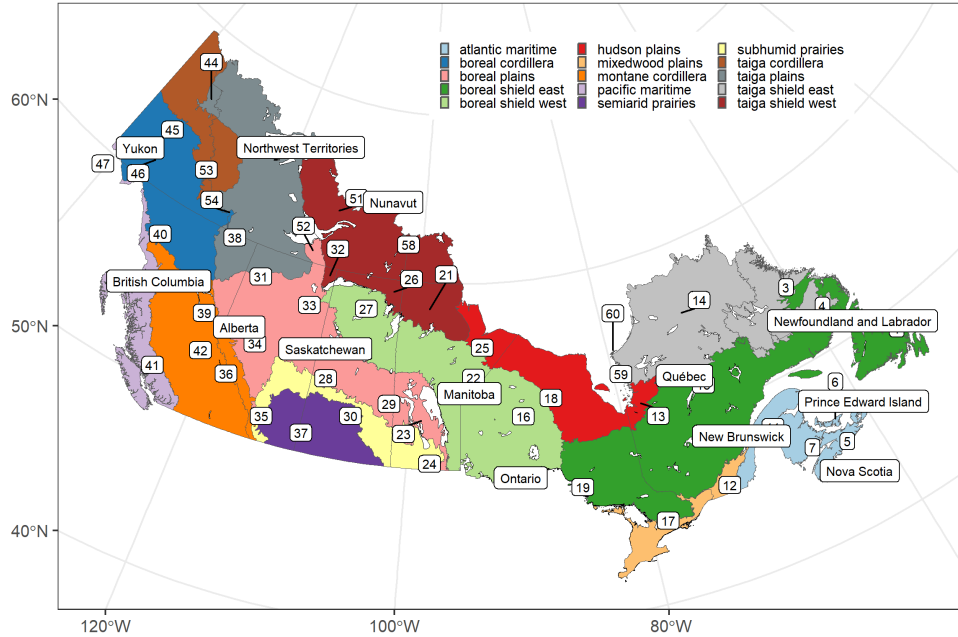 atlantic maritime
boreal cordillera
boreal plains
boreal shield east
boreal shield west
hudson plains
mixedwood plains
montane cordillera
pacific maritime
semiarid prairies
subhumid prairies
taiga cordillera
taiga plains
taiga shield east
taiga shield west
44
60°N
45
Yukon
Northwest Territories
47
46
53
51
54
Nunavut
52
40
38
58
32
31
26
21
British Columbia
3
14
4
33
27
39
60
Newfoundland and Labrador
50°N
Alberta
34
Saskatchewan
25
42
41
36
28
22
59
Québec
6
Manitoba
29
18
Prince Edward Island
35
30
16
13
37
23
New Brunswick
5
7
24
Nova Scotia
Ontario
19
12
17
40°N
120°W
100°W
80°W